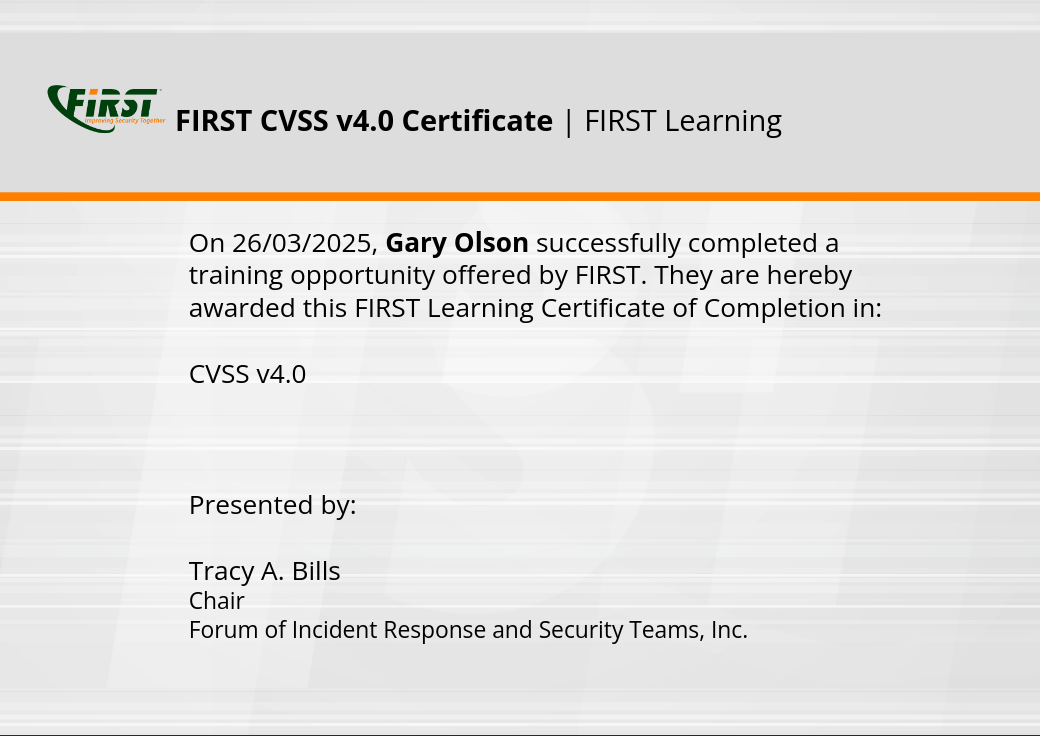 FiRST
Improving Security Together
FIRST CVSS v4.0 Certificate | FIRST Learning
On 26/03/2025, Gary Olson successfully completed a
training opportunity offered by FIRST. They are hereby
awarded this FIRST Learning Certificate of Completion in:
CVSS v4.0
Presented by:
Tracy A. Bills
Chair
Forum of Incident Response and Security Teams, Inc.